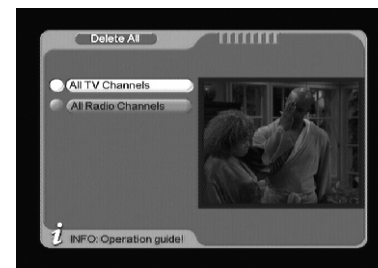 Delete All
All TV Channels
All Radio Channels
i INFO: Operation guide!